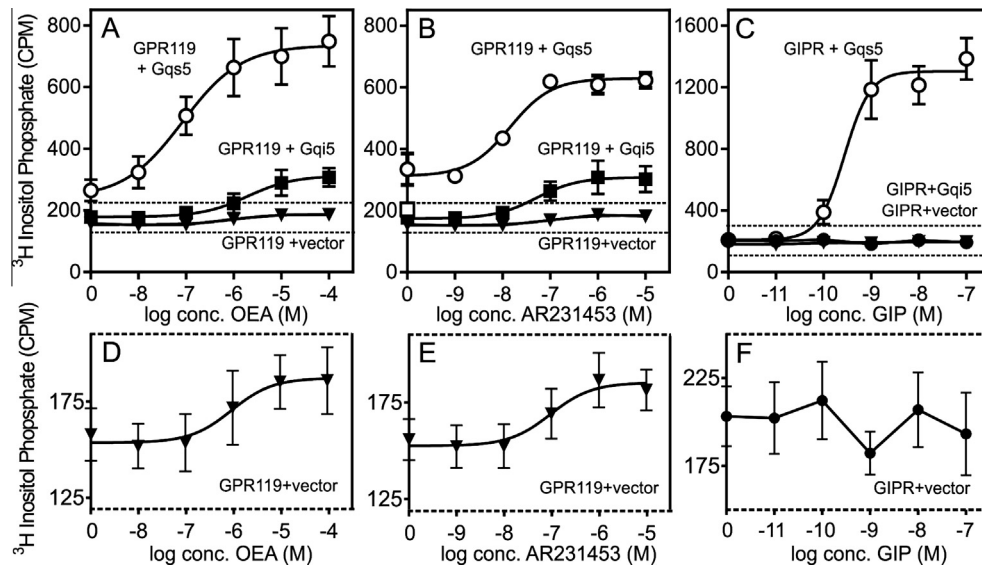 A
B
C
GPR119
+ Gqs5
GPR119 + Gqs5
GIPR + Gqs5
GPR119 + Gqi5
GPR119 + Gqi5
GIPR+Gqi5
GIPR+vector
GPR119 +vector
GPR119+vector
³H Inositol Phopsphate (CPM)
800
600
400
200
0
800
600
400
200
0
1600
1200
800
400
0
0 -8 -7 -6 -5 -4
0 -9 -8 -7 -6 -5
0 -11 -10 -9 -8 -7
log conc. OEA (M)
log conc. AR231453 (M)
log conc. GIP (M)
D
E
F
³H Inositol Phopsphate (CPM)
175
125
175
125
225
175
GPR119+vector
GPR119+vector
GIPR+vector
0 -8 -7 -6 -5 -4
0 -9 -8 -7 -6 -5
0 -11 -10 -9 -8 -7
log conc. OEA (M)
log conc. AR231453 (M)
log conc. GIP (M)